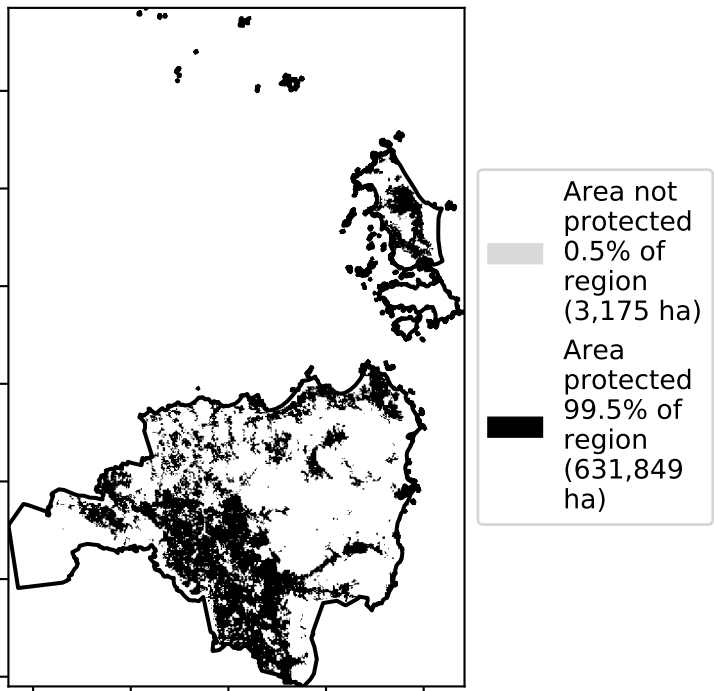 Area not
protected
0.5% of
region
(3,175 ha)
Area
protected
99.5% of
region
(631,849
ha)